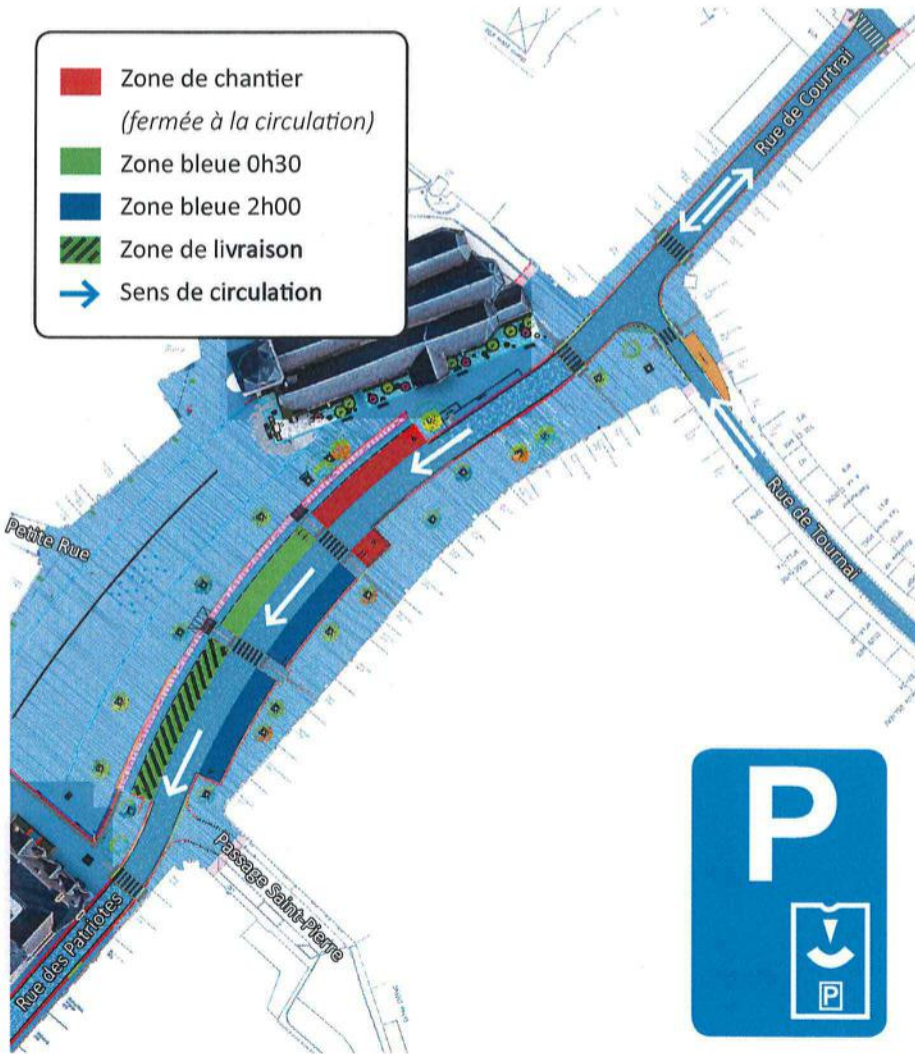 Zone de chantier
(fermée à la circulation)
Zone bleue 0h30
Zone bleue 2h00
Zone de livraison
Sens de circulation
Rue de Courtrai
Rue de Tournai
Petite Rue
Passage Saint-Pierre
Rue des Patriotes
P
P